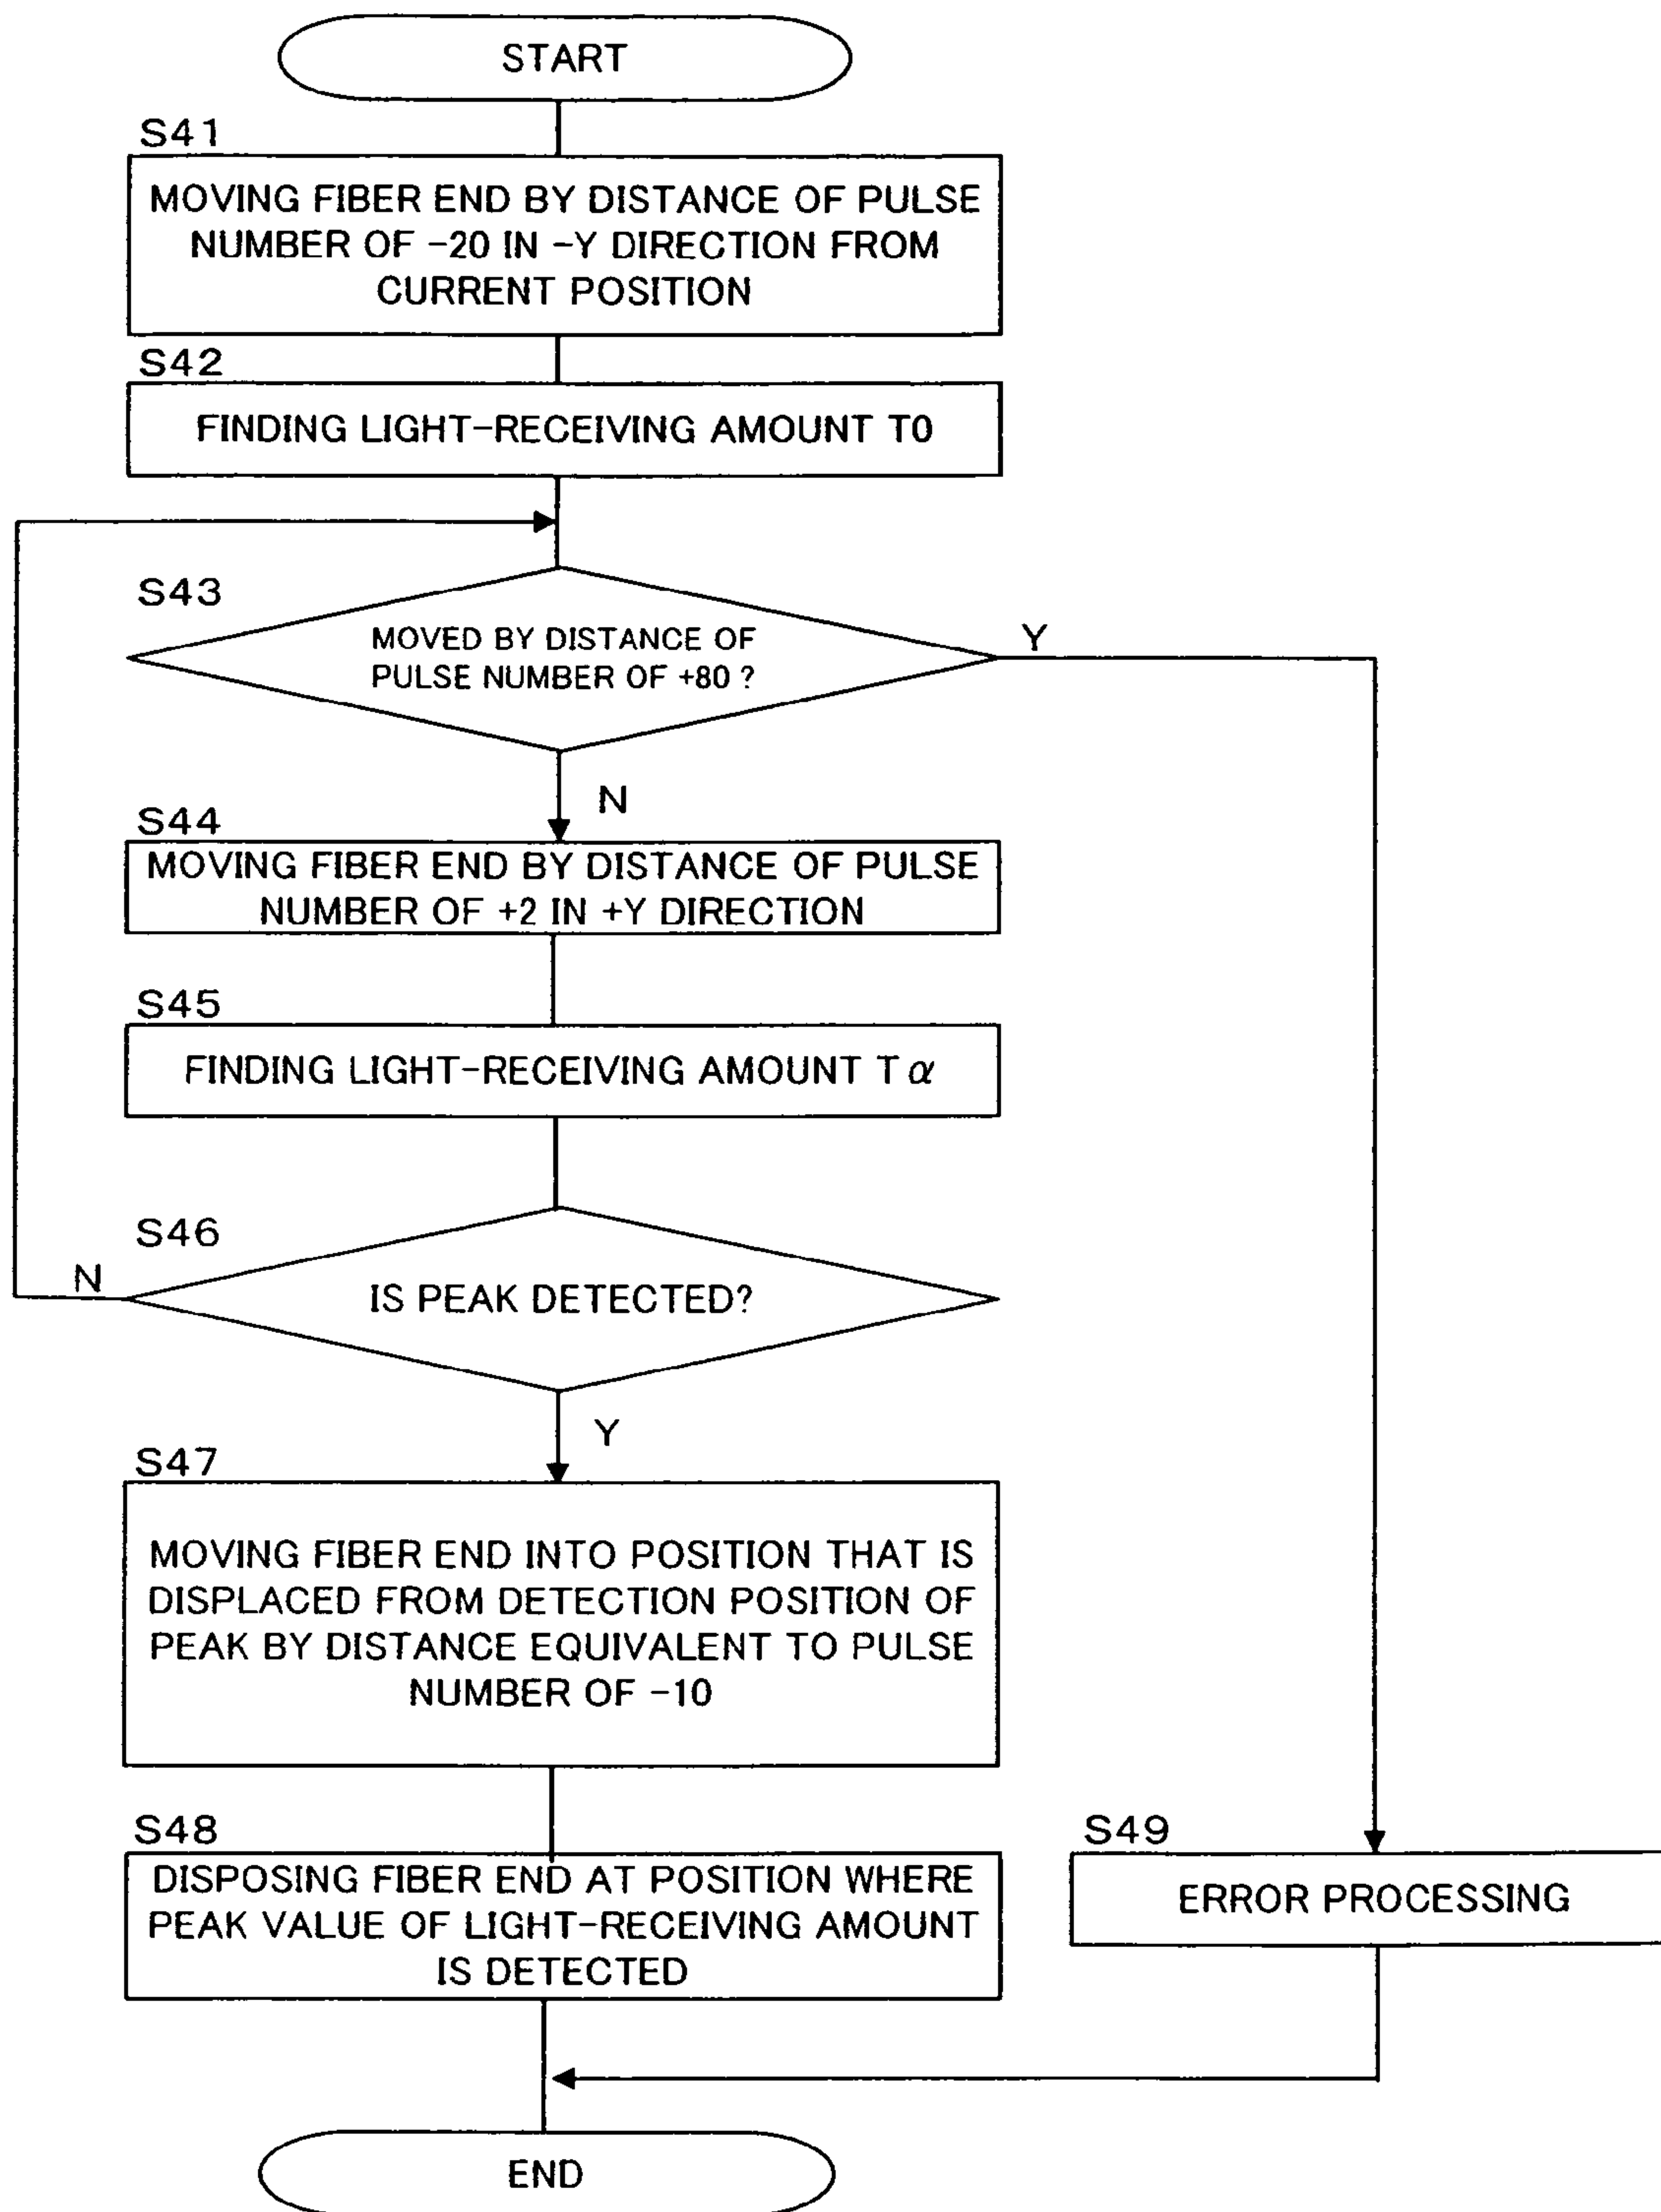 START
S41
MOVING FIBER END BY DISTANCE OF PULSE
NUMBER OF -20 IN -Y DIRECTION FROM
CURRENT POSITION
S42
FINDING LIGHT-RECEIVING AMOUNT T0
S43
MOVED BY DISTANCE OF
PULSE NUMBER OF +80 ?
Y
N
S44
MOVING FIBER END BY DISTANCE OF PULSE
NUMBER OF +2 IN +Y DIRECTION
S45
FINDING LIGHT-RECEIVING AMOUNT T α
S46
N
IS PEAK DETECTED?
Y
S47
MOVING FIBER END INTO POSITION THAT IS
DISPLACED FROM DETECTION POSITION OF
PEAK BY DISTANCE EQUIVALENT TO PULSE
NUMBER OF -10
S48
DISPOSING FIBER END AT POSITION WHERE
PEAK VALUE OF LIGHT-RECEIVING AMOUNT
IS DETECTED
S49
ERROR PROCESSING
END